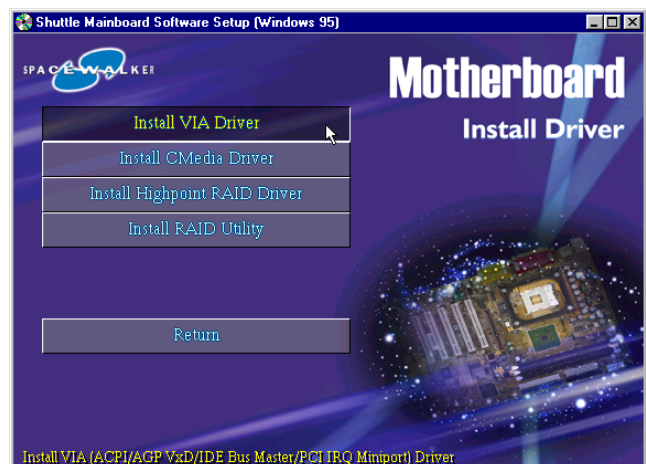 Shuttle Mainboard Software Setup (Windows 95)
SPACEWALKER
Motherboard
Install Driver
Install VIA Driver
Install CMedia Driver
Install Highpoint RAID Driver
Install RAID Utility
Return
Install VIA (ACPI/AGP VxD/IDE Bus Master/PCI IRQ Miniport) Driver